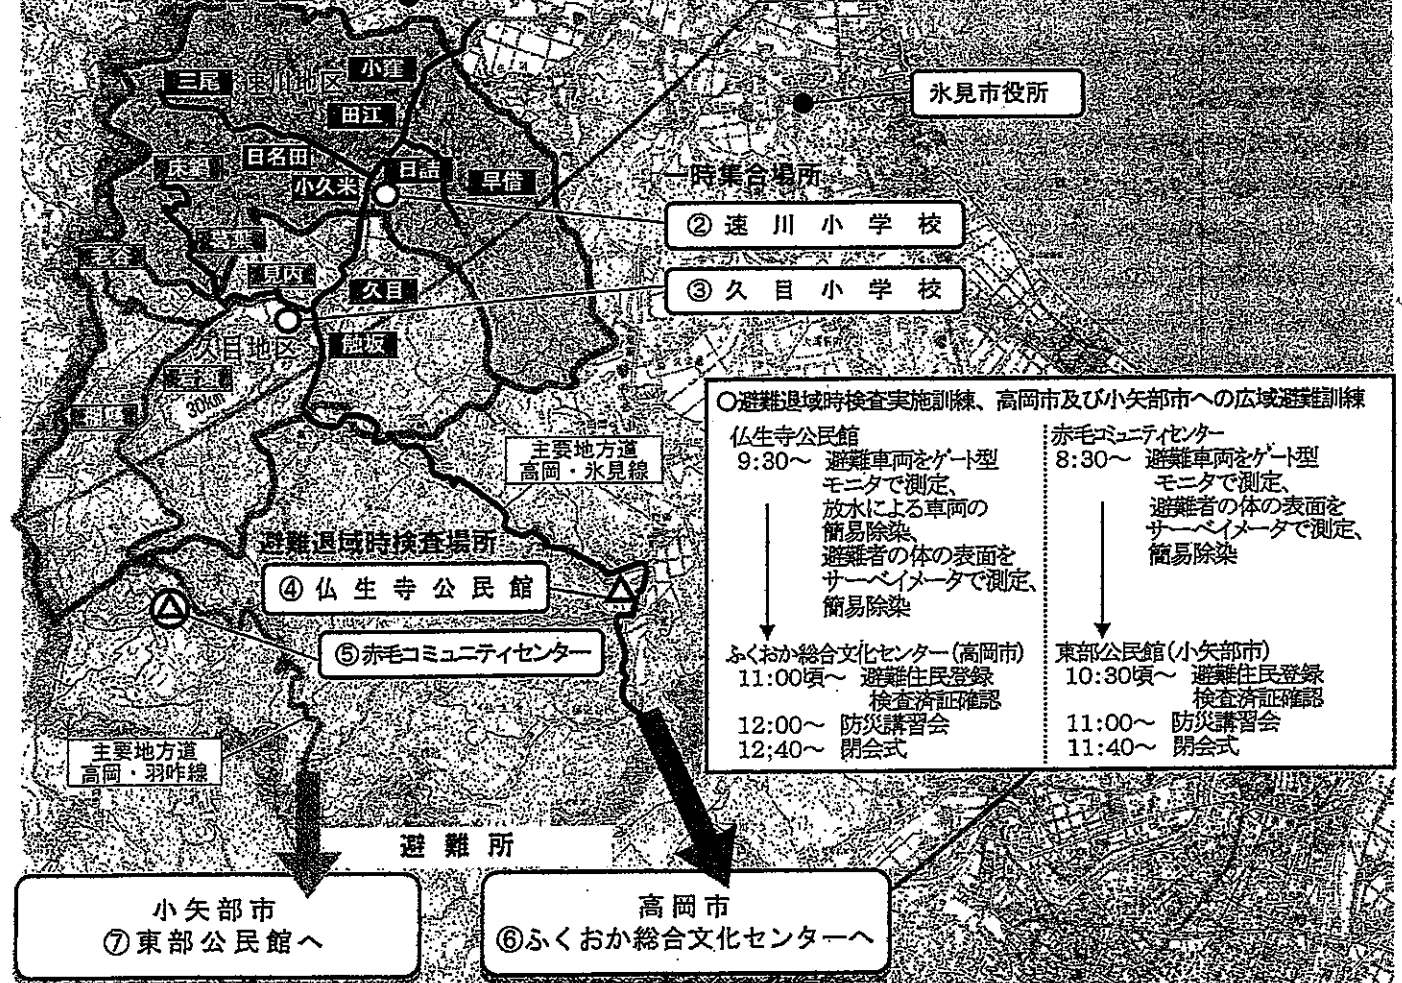 小窪
三尾
速川地区
田江
氷見市役所
日名田
日詰
床鍋
小久米
早借
一時集合場所
②速川小学校
見内
久目
③久目小学校
触坂
久目地区
30km
○避難退域時検査実施訓練、高岡市及び小矢部市への広域避難訓練
仏生寺公民館
9:30～ 避難車両をゲート型
モニタで測定、
放水による車両の
簡易除染、
避難者の体の表面を
サーベイメータで測定、
簡易除染
ふくおか総合文化センター(高岡市)
11:00頃～ 避難住民登録
検査済証確認
12:00～ 防災講習会
12;40～ 閉会式
赤毛コミュニティセンター
8:30～ 避難車両をゲート型
モニタで測定、
避難者の体の表面を
サーベイメータで測定、
簡易除染
東部公民館(小矢部市)
10:30頃～ 避難住民登録
検査済証確認
11:00～ 防災講習会
11:40～ 閉会式
主要地方道
高岡・氷見線
避難退域時検査場所
④仏生寺公民館
⑤赤毛コミュニティセンター
主要地方道
高岡・羽咋線
避難所
小矢部市
⑦東部公民館へ
高岡市
⑥ふくおか総合文化センターへ